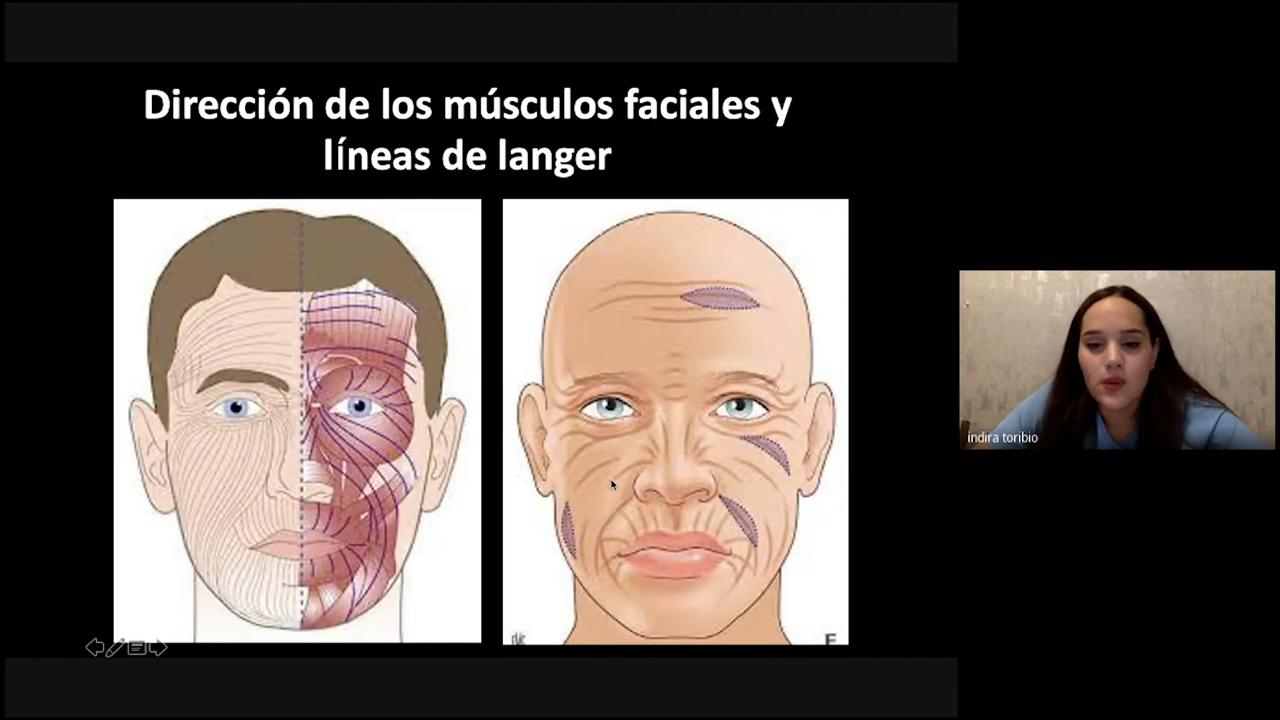 Dirección de los músculos faciales y
líneas de langer
E
indira toribio